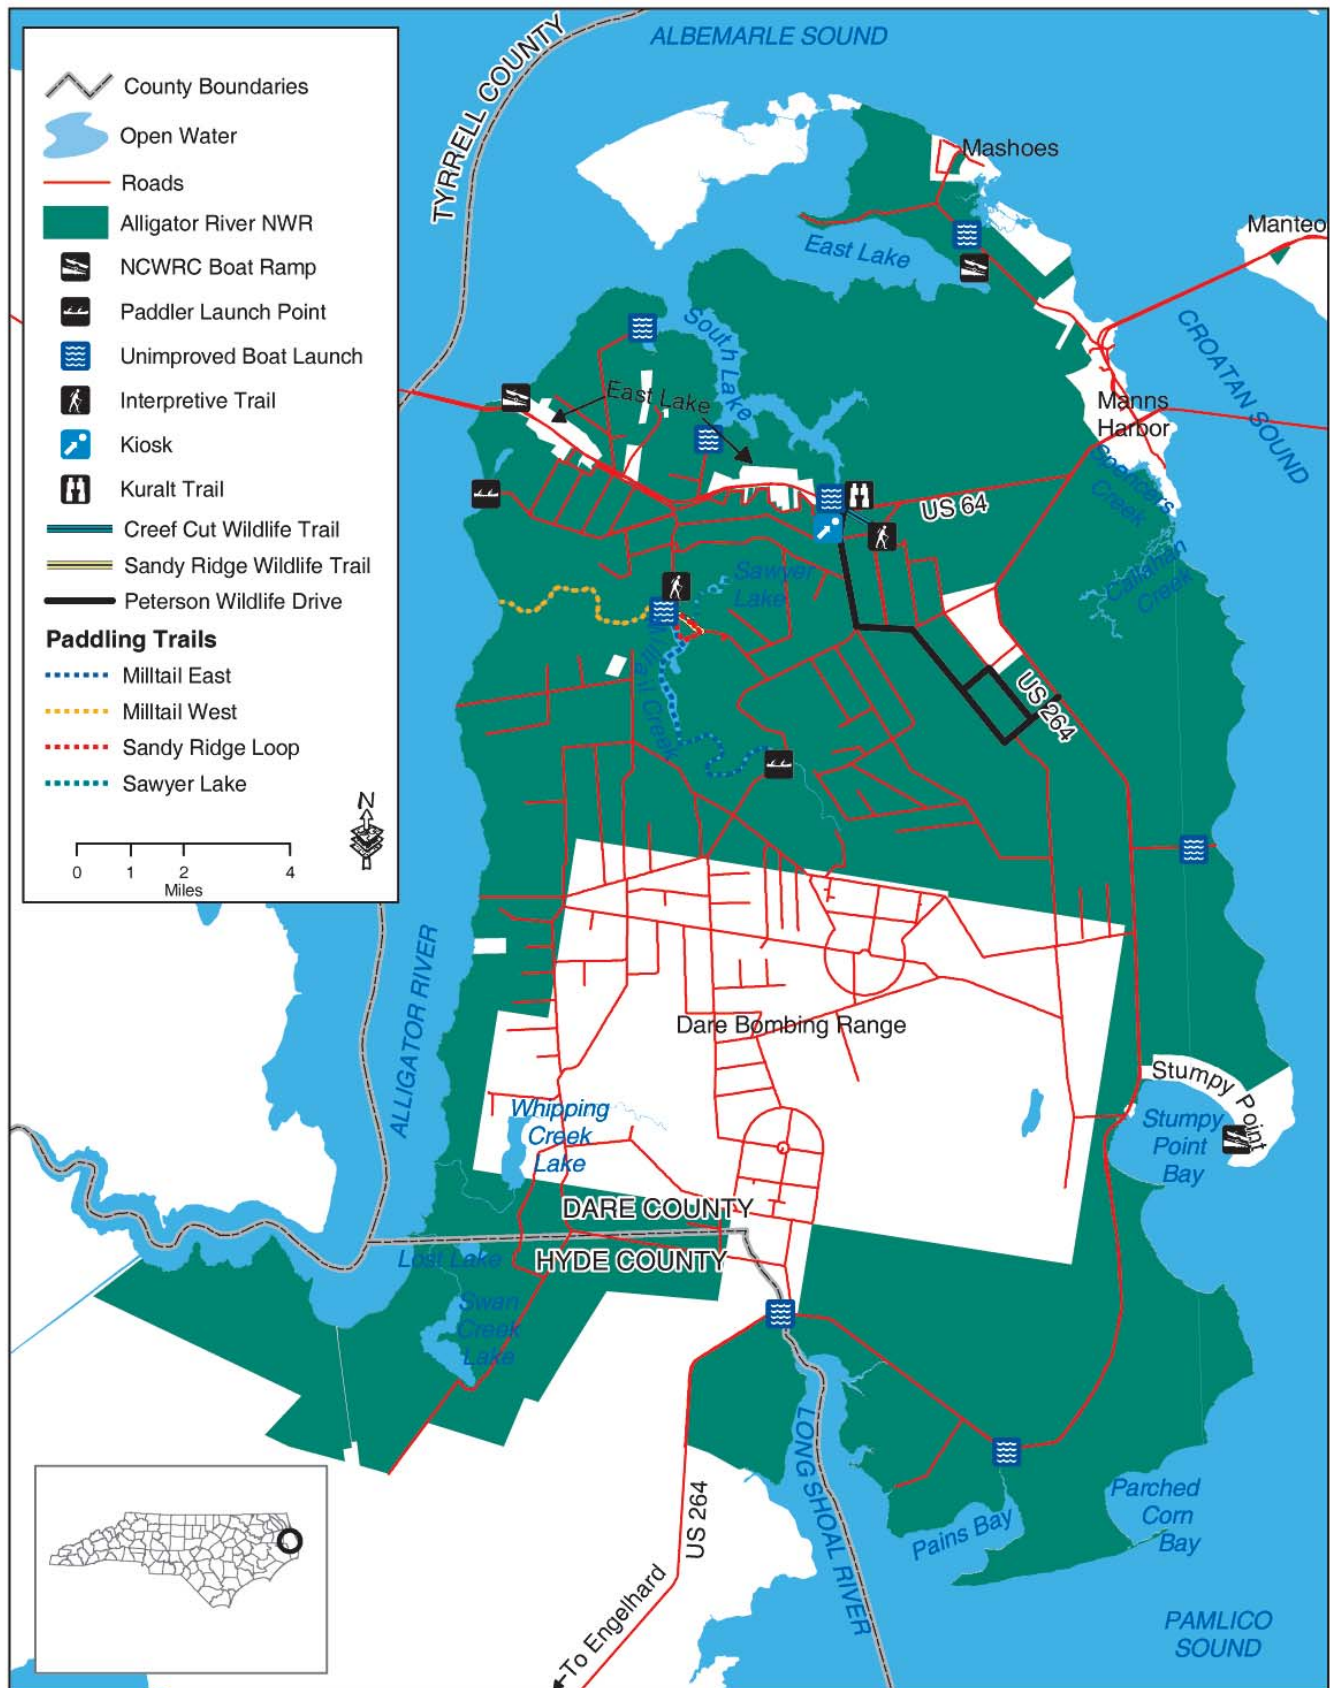 County Boundaries
Open Water
Roads
Alligator River NWR
NCWRC Boat Ramp
Paddler Launch Point
Unimproved Boat Launch
Interpretive Trail
Kiosk
Kuralt Trail
Creef Cut Wildlife Trail
Sandy Ridge Wildlife Trail
Peterson Wildlife Drive
Paddling Trails
Milltail East
Milltail West
Sandy Ridge Loop
Sawyer Lake
N
0 1 2 4
Miles
TYRRELL COUNTY
ALBEMARLE SOUND
Mashoes
Manteo
East Lake
South Lake
CROATAN SOUND
East Lake
Manns
Harbor
Spencers
Creek
US 64
Callahan
Creek
Sawyer
Lake
Milltail Creek
US 264
ALLIGATOR RIVER
Dare Bombing Range
Stumpy Point
Stumpy
Point
Bay
Whipping
Creek
Lake
DARE COUNTY
HYDE COUNTY
Lost Lake
Swan
Creek
Lake
LONG SHOAL RIVER
US 264
To Engelhard
Pains Bay
Parched
Corn
Bay
PAMLICO
SOUND